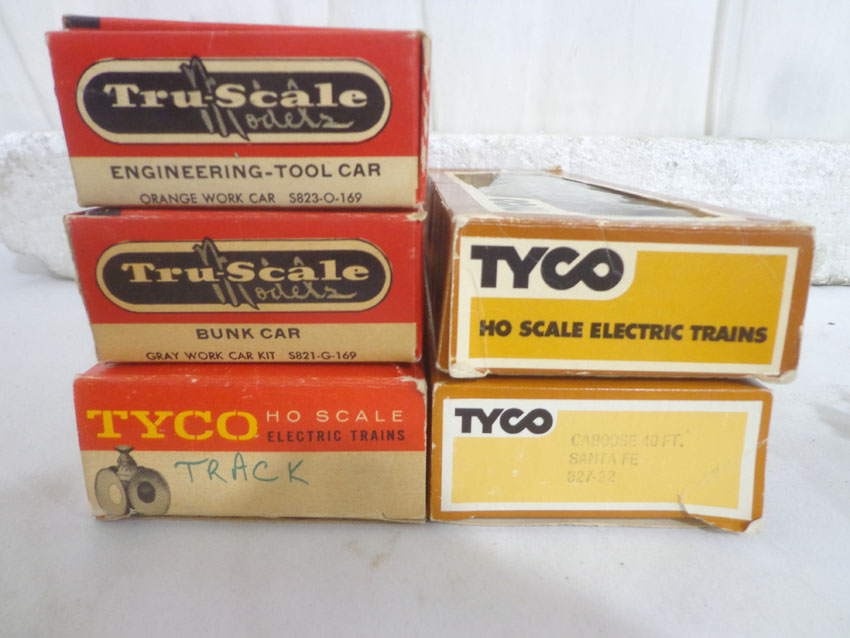 Tru-Scale
Models
ENGINEERING-TOOL CAR
ORANGE WORK CAR S823-O-169
Tru-Scale
Models
BUNK CAR
GRAY WORK CAR KIT S821-G-169
TYCO HO SCALE
ELECTRIC TRAINS
TRACK
TYCO
HO SCALE ELECTRIC TRAINS
TYCO
CABOOSE 40 FT.
SANTA FE
327-22